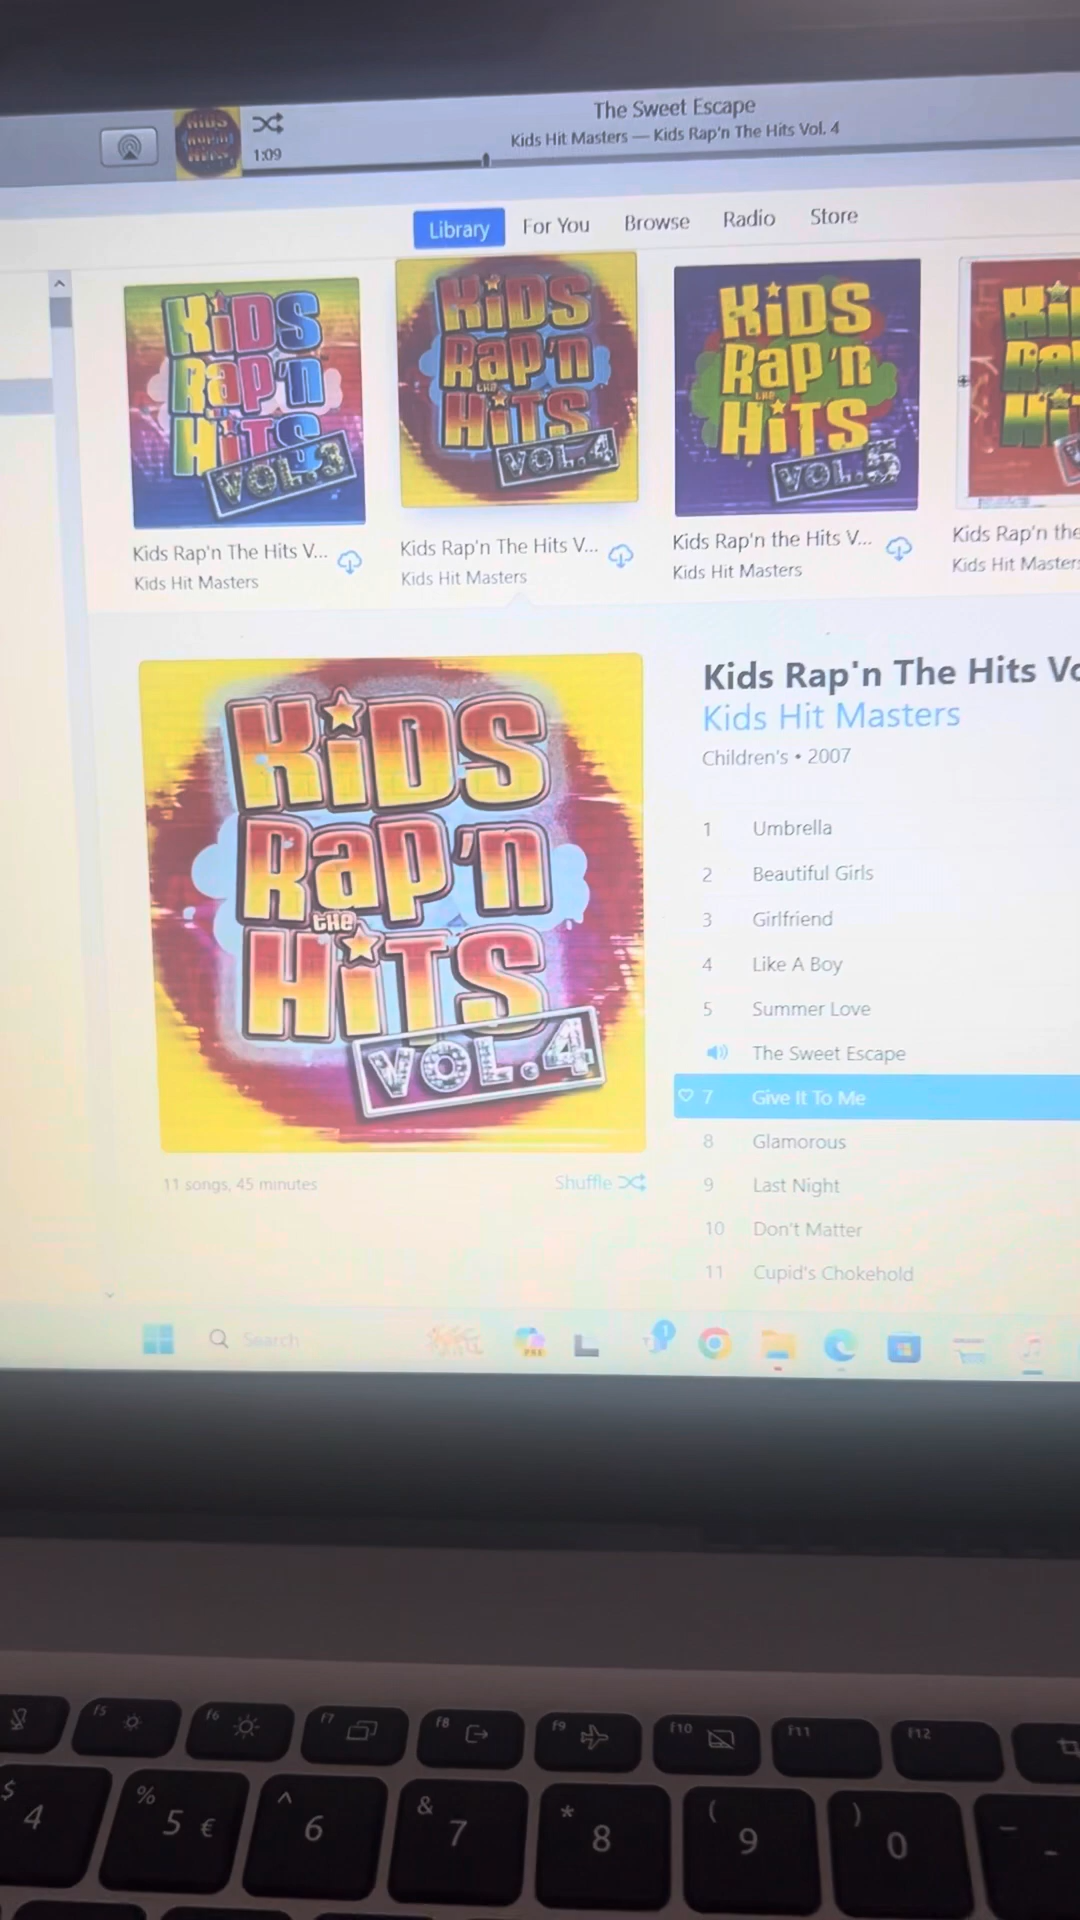 The Sweet Escape
Kids Hit Masters — Kids Rap'n The Hits Vol. 4
1:09
Library For You Browse Radio Store
KiDS
Rap'n
HiTS
VOL.3
KiDS
Rap'n
the
HiTS
VOL.4
KiDS
Rap'n
the
HiTS
VOL.5
Kids Rap'n The Hits V...
Kids Hit Masters
Kids Rap'n The Hits V...
Kids Hit Masters
Kids Rap'n the Hits V...
Kids Hit Masters
Kids Rap'n the
Kids Hit Masters
KiDS
Rap'n
the
HiTS
VOL.4
11 songs, 45 minutes
Shuffle
Kids Rap'n The Hits Vo
Kids Hit Masters
Children's • 2007
1 Umbrella
2 Beautiful Girls
3 Girlfriend
4 Like A Boy
5 Summer Love
The Sweet Escape
7 Give It To Me
8 Glamorous
9 Last Night
10 Don't Matter
11 Cupid's Chokehold
Search
PRE
1
f5 f6 f7 f8 f9 f10 f11 f12
$ % ^ & * ( )
4 5 € 6 7 8 9 0 -